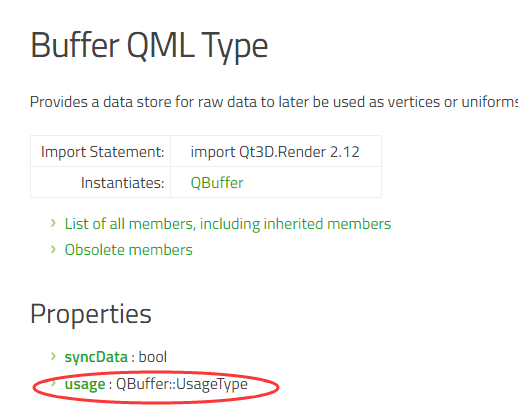 Buffer QML Type
Provides a data store for raw data to later be used as vertices or uniforms
Import Statement: import Qt3D.Render 2.12
Instantiates: QBuffer
List of all members, including inherited members
Obsolete members
Properties
syncData : bool
usage : QBuffer::UsageType